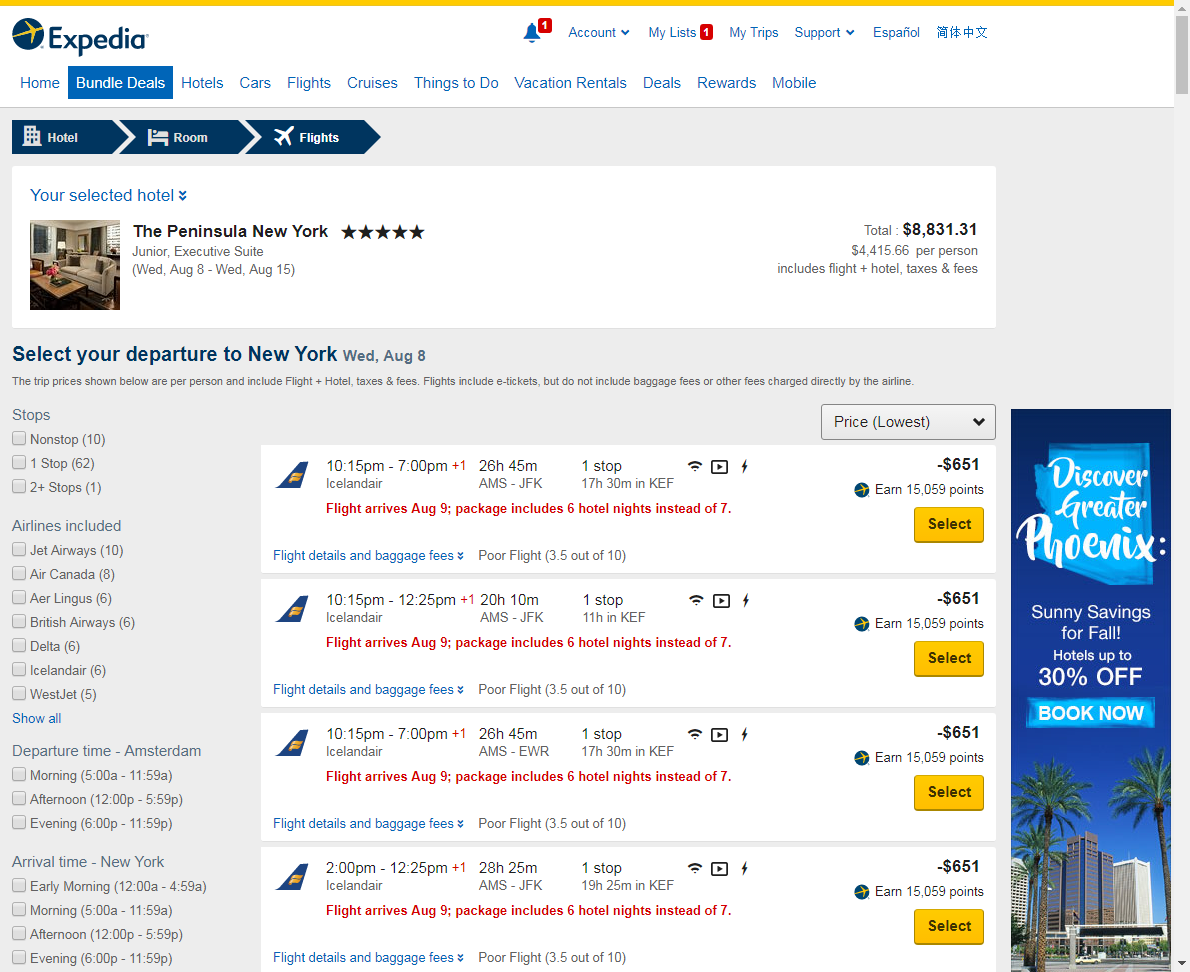 Expedia
1
Account
My Lists 1
My Trips
Support
Español
简体中文
Home
Bundle Deals
Hotels
Cars
Flights
Cruises
Things to Do
Vacation Rentals
Deals
Rewards
Mobile
Hotel
Room
Flights
Your selected hotel
The Peninsula New York
Junior, Executive Suite
(Wed, Aug 8 - Wed, Aug 15)
Total : $8,831.31
$4,415.66 per person
includes flight + hotel, taxes & fees
Select your departure to New York Wed, Aug 8
The trip prices shown below are per person and include Flight + Hotel, taxes & fees. Flights include e-tickets, but do not include baggage fees or other fees charged directly by the airline.
Stops
Nonstop (10)
1 Stop (62)
2+ Stops (1)
Airlines included
Jet Airways (10)
Air Canada (8)
Aer Lingus (6)
British Airways (6)
Delta (6)
Icelandair (6)
WestJet (5)
Show all
Departure time - Amsterdam
Morning (5:00a - 11:59a)
Afternoon (12:00p - 5:59p)
Evening (6:00p - 11:59p)
Arrival time - New York
Early Morning (12:00a - 4:59a)
Morning (5:00a - 11:59a)
Afternoon (12:00p - 5:59p)
Evening (6:00p - 11:59p)
Price (Lowest)
10:15pm - 7:00pm +1 26h 45m 1 stop -$651
Icelandair AMS - JFK 17h 30m in KEF
Earn 15,059 points
Flight arrives Aug 9; package includes 6 hotel nights instead of 7.
Select
Flight details and baggage fees Poor Flight (3.5 out of 10)
10:15pm - 12:25pm +1 20h 10m 1 stop -$651
Icelandair AMS - JFK 11h in KEF
Earn 15,059 points
Flight arrives Aug 9; package includes 6 hotel nights instead of 7.
Select
Flight details and baggage fees Poor Flight (3.5 out of 10)
10:15pm - 7:00pm +1 26h 45m 1 stop -$651
Icelandair AMS - EWR 17h 30m in KEF
Earn 15,059 points
Flight arrives Aug 9; package includes 6 hotel nights instead of 7.
Select
Flight details and baggage fees Poor Flight (3.5 out of 10)
2:00pm - 12:25pm +1 28h 25m 1 stop -$651
Icelandair AMS - JFK 19h 25m in KEF
Earn 15,059 points
Flight arrives Aug 9; package includes 6 hotel nights instead of 7.
Select
Flight details and baggage fees Poor Flight (3.5 out of 10)
Discover
Greater
Phoenix:
Sunny Savings
for Fall!
Hotels up to
30% OFF
BOOK NOW